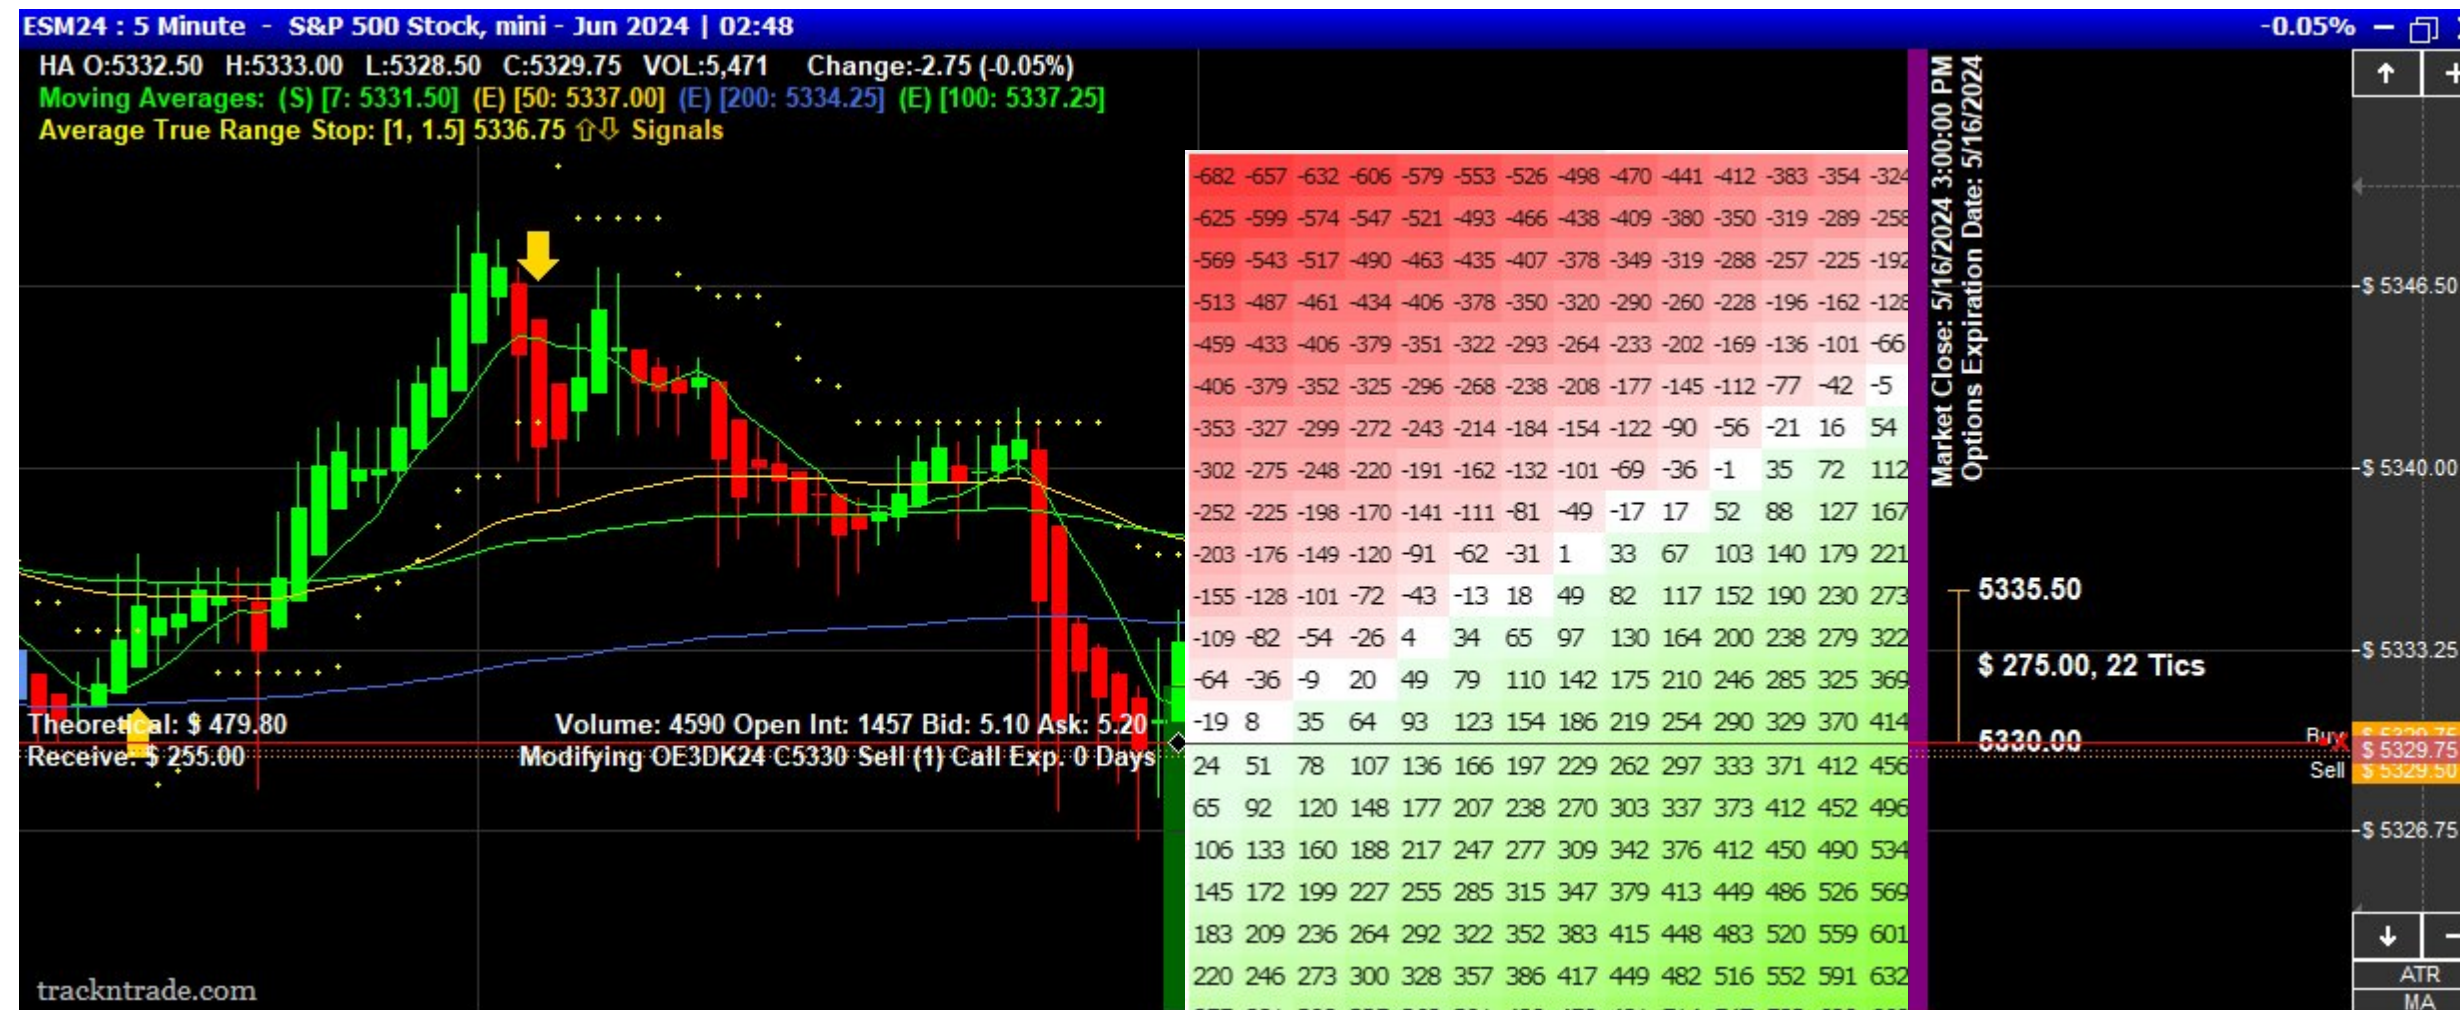 ESM24 : 5 Minute - S&P 500 Stock, mini - Jun 2024 | 02:48 -0.05%
HA O:5332.50 H:5333.00 L:5328.50 C:5329.75 VOL:5,471 Change:-2.75 (-0.05%)
Moving Averages: (S) [7: 5331.50] (E) [50: 5337.00] (E) [200: 5334.25] (E) [100: 5337.25]
Average True Range Stop: [1, 1.5] 5336.75 ⇧⇩ Signals
-682 -657 -632 -606 -579 -553 -526 -498 -470 -441 -412 -383 -354 -324
-625 -599 -574 -547 -521 -493 -466 -438 -409 -380 -350 -319 -289 -258
-569 -543 -517 -490 -463 -435 -407 -378 -349 -319 -288 -257 -225 -192
-513 -487 -461 -434 -406 -378 -350 -320 -290 -260 -228 -196 -162 -128
-459 -433 -406 -379 -351 -322 -293 -264 -233 -202 -169 -136 -101 -66
-406 -379 -352 -325 -296 -268 -238 -208 -177 -145 -112 -77 -42 -5
-353 -327 -299 -272 -243 -214 -184 -154 -122 -90 -56 -21 16 54
-302 -275 -248 -220 -191 -162 -132 -101 -69 -36 -1 35 72 112
-252 -225 -198 -170 -141 -111 -81 -49 -17 17 52 88 127 167
-203 -176 -149 -120 -91 -62 -31 1 33 67 103 140 179 221
-155 -128 -101 -72 -43 -13 18 49 82 117 152 190 230 273
-109 -82 -54 -26 4 34 65 97 130 164 200 238 279 322
-64 -36 -9 20 49 79 110 142 175 210 246 285 325 369
-19 8 35 64 93 123 154 186 219 254 290 329 370 414
24 51 78 107 136 166 197 229 262 297 333 371 412 456
65 92 120 148 177 207 238 270 303 337 373 412 452 496
106 133 160 188 217 247 277 309 342 376 412 450 490 534
145 172 199 227 255 285 315 347 379 413 449 486 526 569
183 209 236 264 292 322 352 383 415 448 483 520 559 601
220 246 273 300 328 357 386 417 449 482 516 552 591 632
Theoretical: $ 479.80
Receive: $ 255.00
Volume: 4590 Open Int: 1457 Bid: 5.10 Ask: 5.20
Modifying OE3DK24 C5330 Sell (1) Call Exp. 0 Days
trackntrade.com
Market Close: 5/16/2024 3:00:00 PM
Options Expiration Date: 5/16/2024
5335.50
$ 275.00, 22 Tics
5330.00
$ 5346.50
$ 5340.00
$ 5333.25
Buy $ 5329.75
$ 5329.75
Sell $ 5329.50
$ 5326.75
ATR
MA